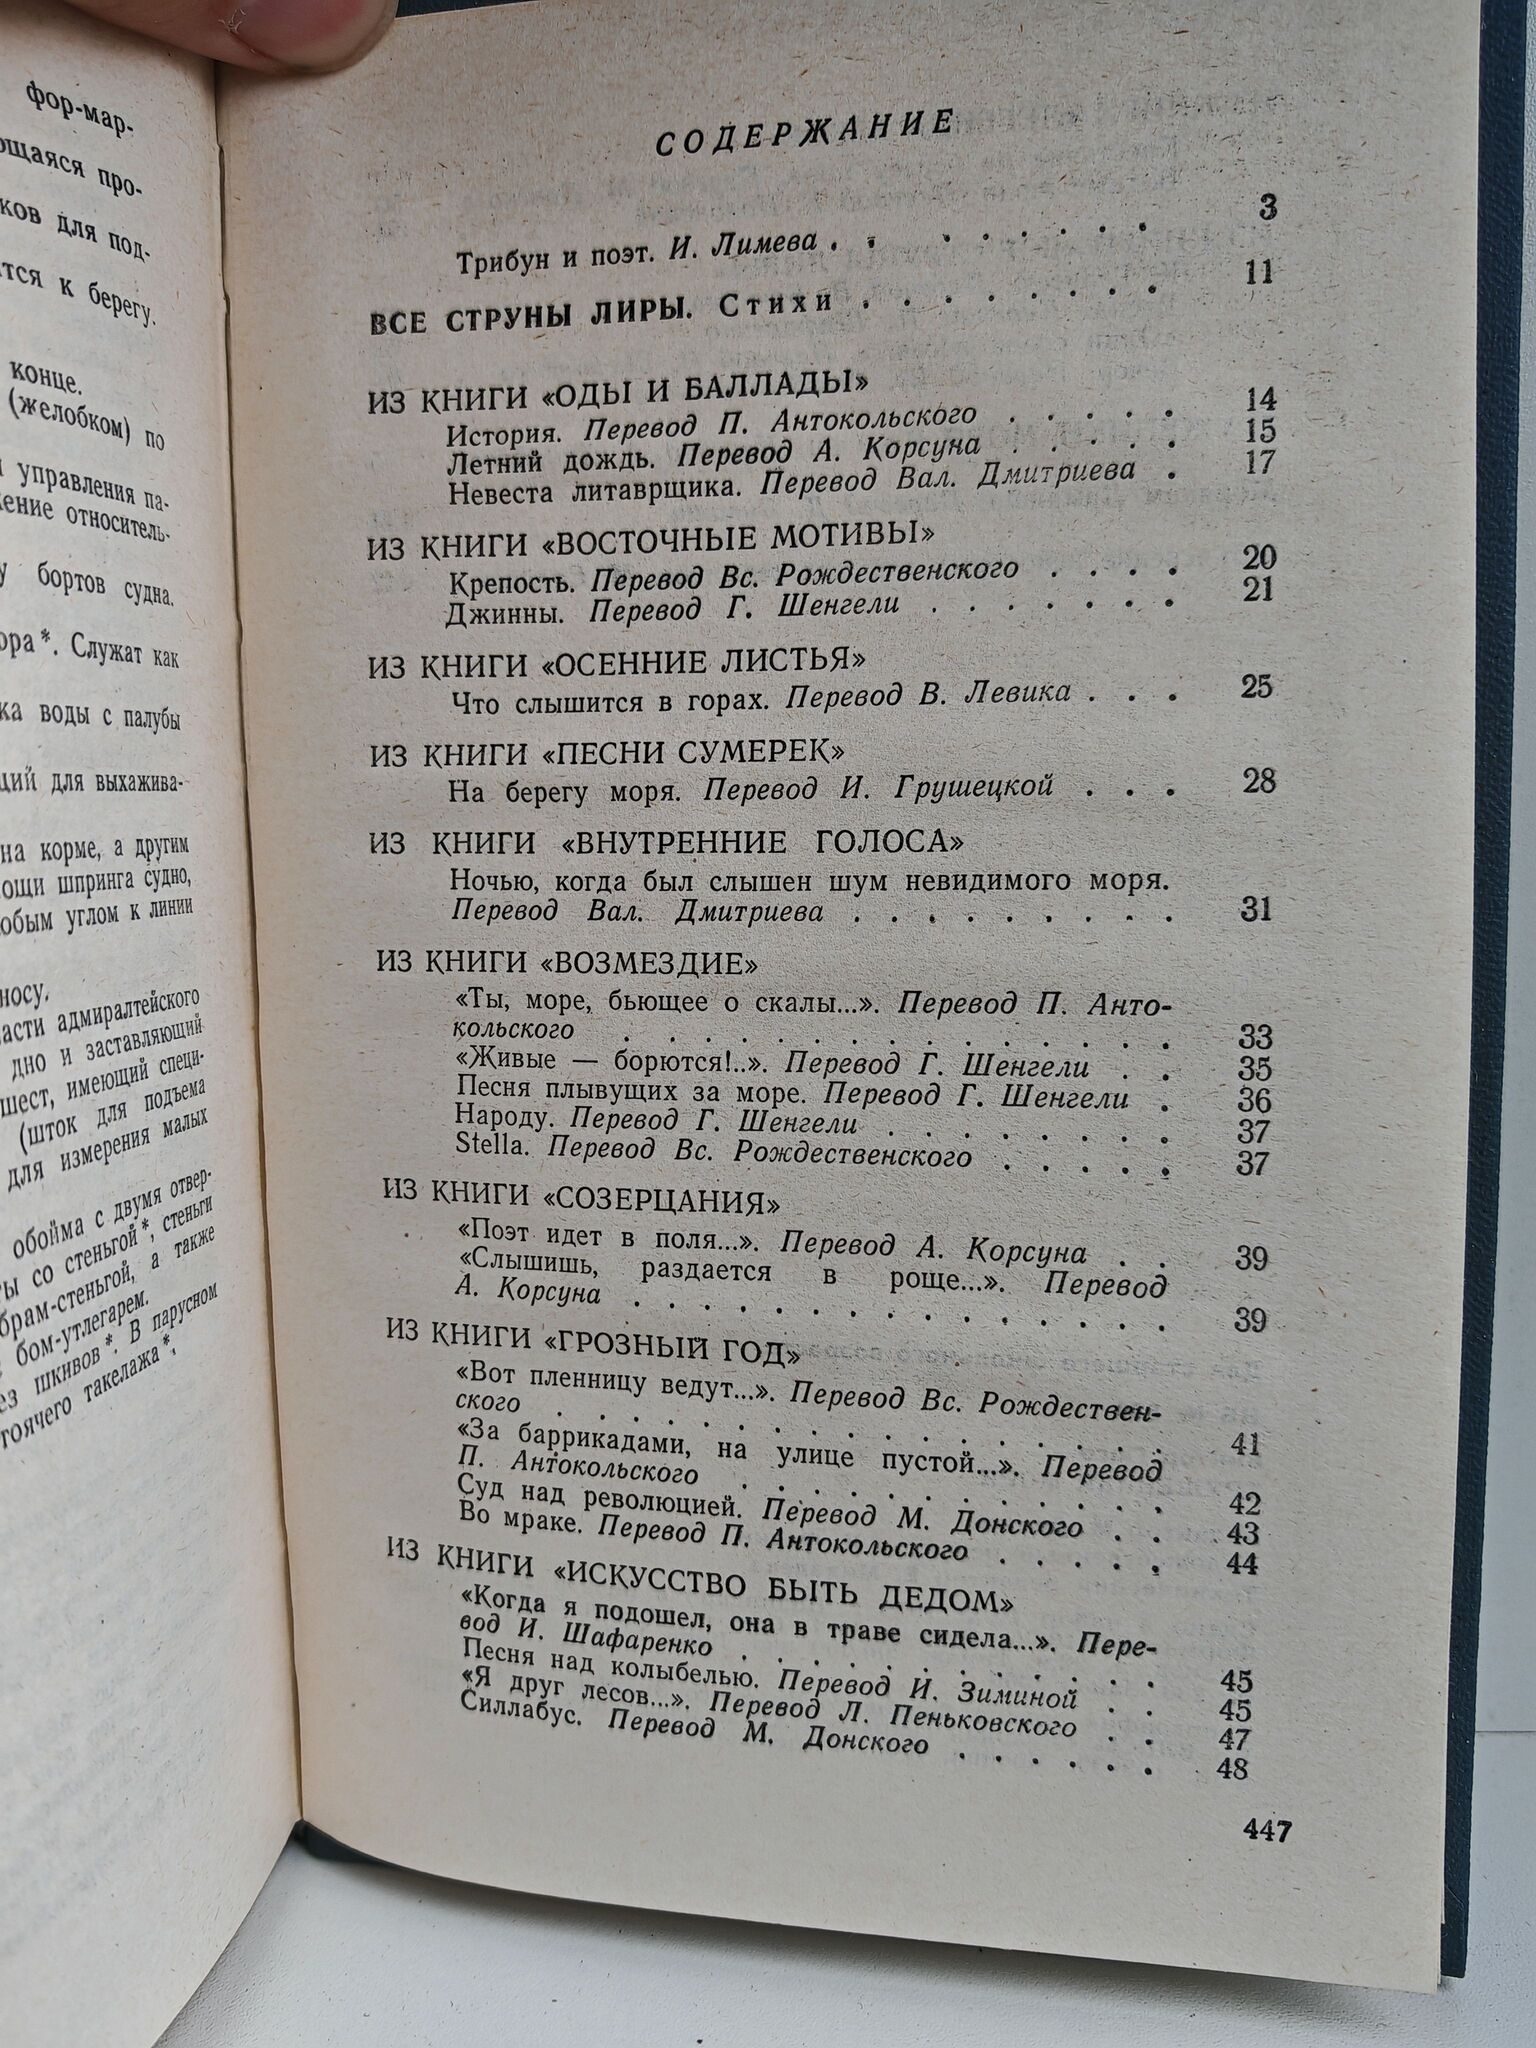 фор-мар-
ющаяся про-
ков для под-
тся к берегу.
конце.
(желобком) по
управления па-
жение относитель-
у бортов судна.
ора*. Служат как
ка воды с палубы
щий для выхажива-
на корме, а другим
ощи шпринга судно,
обым углом к линии
носу.
асти адмиралтейского
дно и заставляющий
шест, имеющий специ-
(шток для подъема
для измерения малых
обойма с двумя отвер-
ты со стеньгой*, стеньги
брам-стеньгой, а также
бом-утлегарем.
ез шкивов*. В парусном
тоячего такелажа*,
СОДЕРЖАНИЕ
Трибун и поэт. И. Лимева . . . . . . . . . 3
ВСЕ СТРУНЫ ЛИРЫ. Стихи . . . . . . . . 11
ИЗ КНИГИ «ОДЫ И БАЛЛАДЫ»
История. Перевод П. Антокольского . . . . . 14
Летний дождь. Перевод А. Корсуна . . . . . 15
Невеста литаврщика. Перевод Вал. Дмитриева . 17
ИЗ КНИГИ «ВОСТОЧНЫЕ МОТИВЫ»
Крепость. Перевод Вс. Рождественского . . . . 20
Джинны. Перевод Г. Шенгели . . . . . . . 21
ИЗ КНИГИ «ОСЕННИЕ ЛИСТЬЯ»
Что слышится в горах. Перевод В. Левика . . . 25
ИЗ КНИГИ «ПЕСНИ СУМЕРЕК»
На берегу моря. Перевод И. Грушецкой . . . 28
ИЗ КНИГИ «ВНУТРЕННИЕ ГОЛОСА»
Ночью, когда был слышен шум невидимого моря.
Перевод Вал. Дмитриева . . . . . . . . . 31
ИЗ КНИГИ «ВОЗМЕЗДИЕ»
«Ты, море, бьющее о скалы...». Перевод П. Анто-
кольского . . . . . . . . . . . . . . . 33
«Живые — борются!..». Перевод Г. Шенгели . . 35
Песня плывущих за море. Перевод Г. Шенгели . 36
Народу. Перевод Г. Шенгели . . . . . . . . 37
Stella. Перевод Вс. Рождественского . . . . . 37
ИЗ КНИГИ «СОЗЕРЦАНИЯ»
«Поэт идет в поля...». Перевод А. Корсуна . . 39
«Слышишь, раздается в роще...». Перевод
А. Корсуна . . . . . . . . . . . . . . 39
ИЗ КНИГИ «ГРОЗНЫЙ ГОД»
«Вот пленницу ведут...». Перевод Вс. Рождествен-
ского . . . . . . . . . . . . . . . . 41
«За баррикадами, на улице пустой...». Перевод
П. Антокольского . . . . . . . . . . . . 42
Суд над революцией. Перевод М. Донского . . 43
Во мраке. Перевод П. Антокольского . . . . . 44
ИЗ КНИГИ «ИСКУССТВО БЫТЬ ДЕДОМ»
«Когда я подошел, она в траве сидела...». Пере-
вод И. Шафаренко . . . . . . . . . . . 45
Песня над колыбелью. Перевод И. Зиминой . . 45
«Я друг лесов...». Перевод Л. Пеньковского . . 47
Силлабус. Перевод М. Донского . . . . . . 48
447